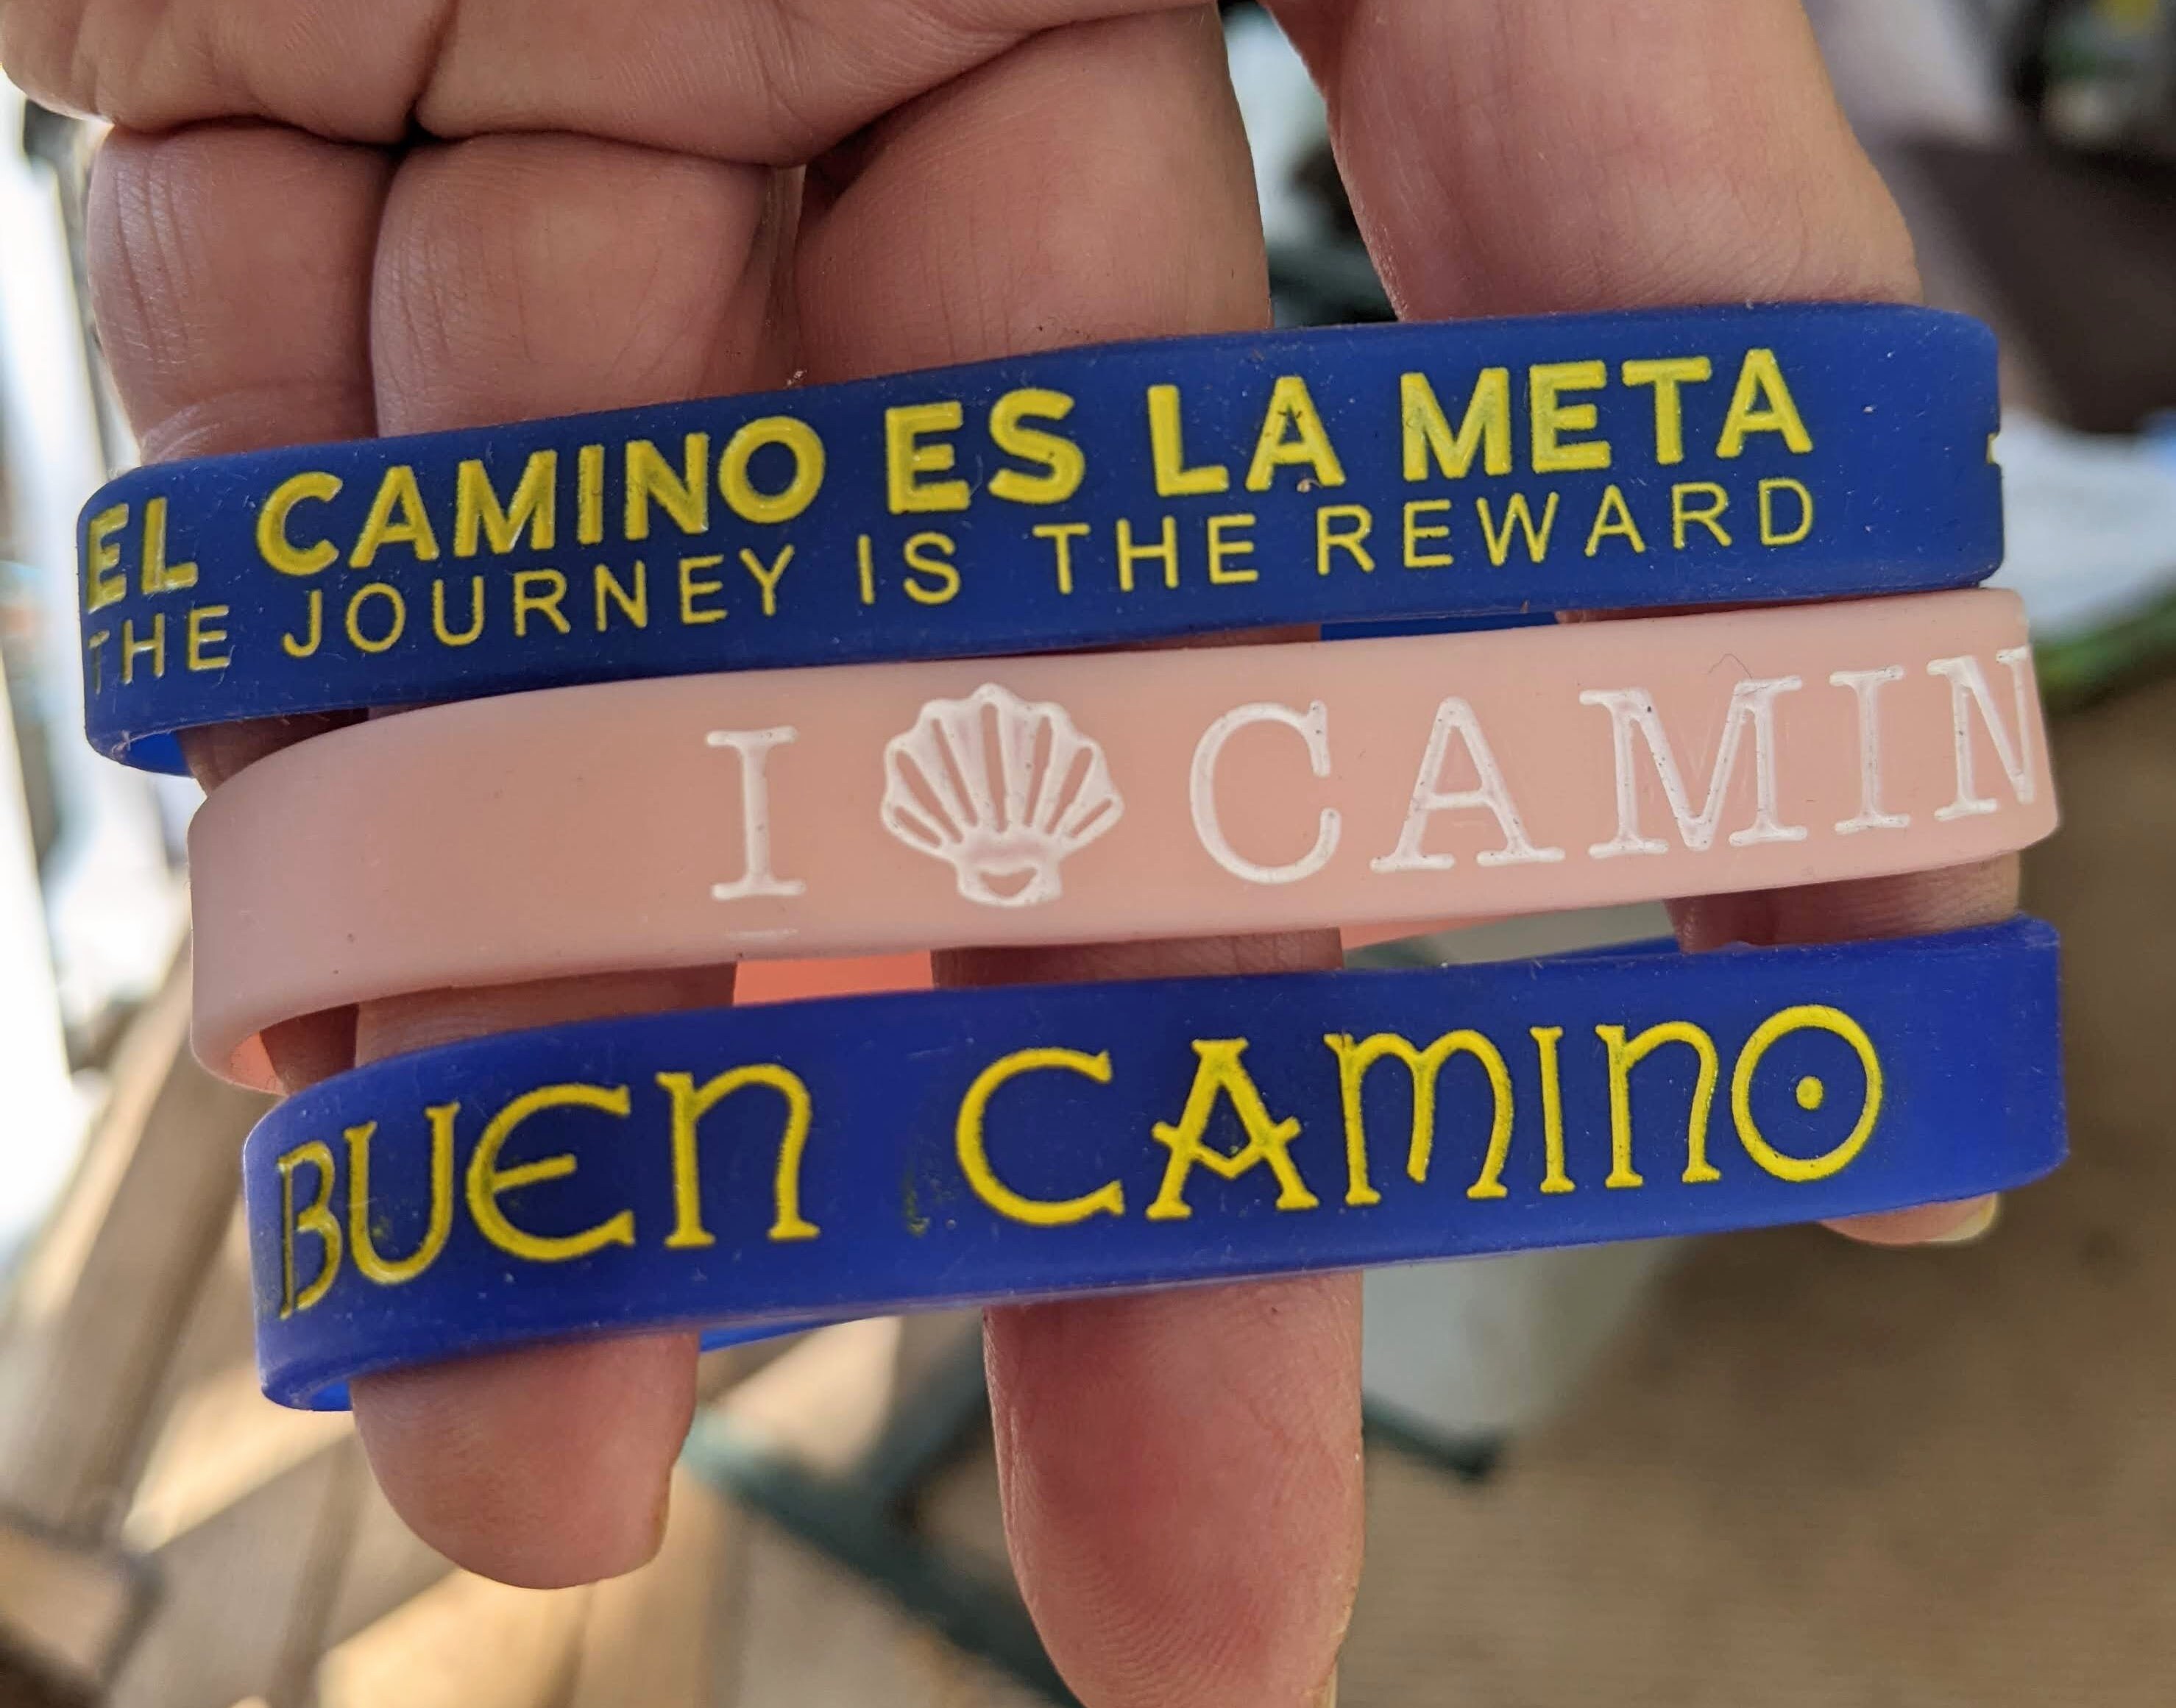 EL CAMINO ES LA META
THE JOURNEY IS THE REWARD
I CAMIN
BUEN CAMINO